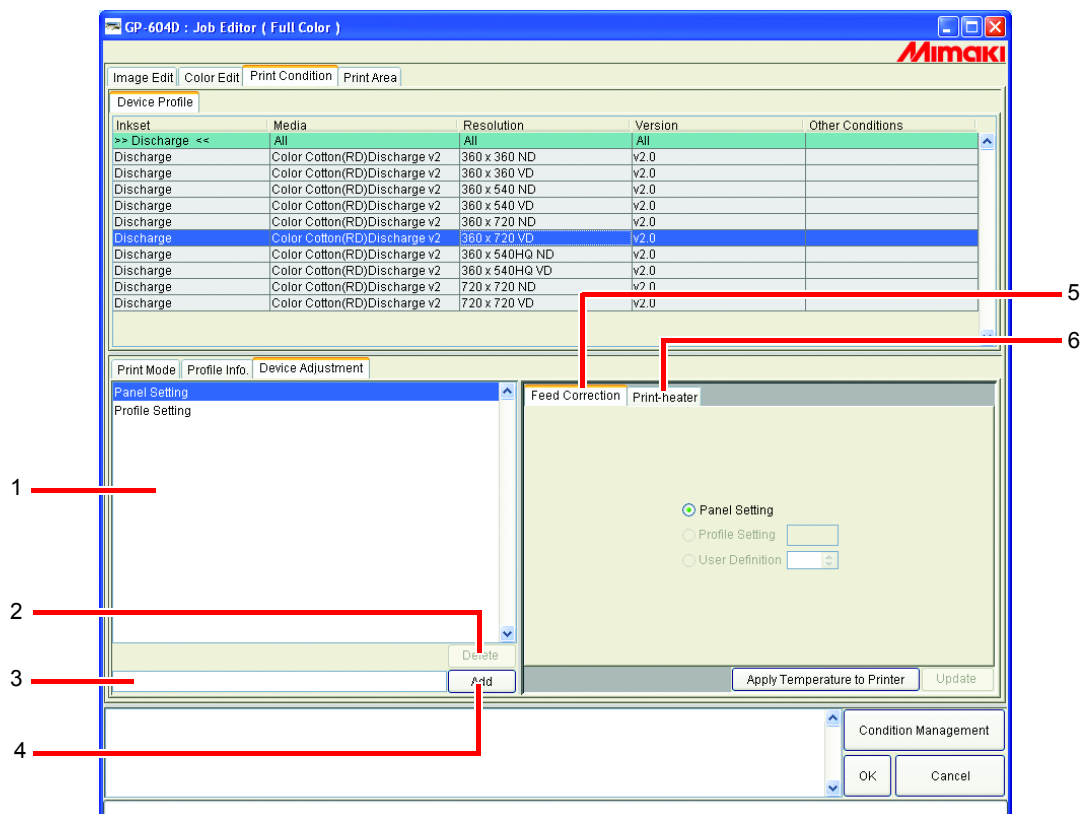 GP-604D : Job Editor ( Full Color )
Mimaki
Image Edit Color Edit Print Condition Print Area
Device Profile
Inkset Media Resolution Version Other Conditions
>> Discharge << All All All
Discharge Color Cotton(RD)Discharge v2 360 x 360 ND v2.0
Discharge Color Cotton(RD)Discharge v2 360 x 360 VD v2.0
Discharge Color Cotton(RD)Discharge v2 360 x 540 ND v2.0
Discharge Color Cotton(RD)Discharge v2 360 x 540 VD v2.0
Discharge Color Cotton(RD)Discharge v2 360 x 720 ND v2.0
Discharge Color Cotton(RD)Discharge v2 360 x 720 VD v2.0
Discharge Color Cotton(RD)Discharge v2 360 x 540HQ ND v2.0
Discharge Color Cotton(RD)Discharge v2 360 x 540HQ VD v2.0
Discharge Color Cotton(RD)Discharge v2 720 x 720 ND v2.0
Discharge Color Cotton(RD)Discharge v2 720 x 720 VD v2.0
5
6
Print Mode Profile Info. Device Adjustment
Panel Setting
Profile Setting
Feed Correction Print-heater
1
Panel Setting
Profile Setting
User Definition
2
Delete
3
Add
Apply Temperature to Printer Update
4
Condition Management
OK Cancel